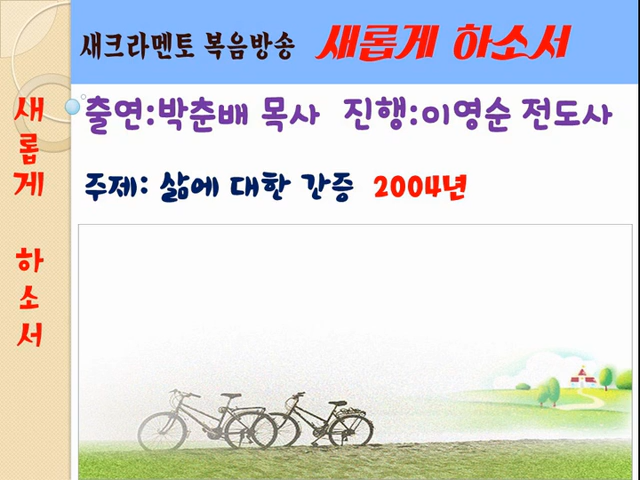 새크라멘토 복음방송 새롭게 하소서
출연:박춘배 목사 진행:이영순 전도사
주제: 삶에 대한 간증 2004년
새롭게 하소서